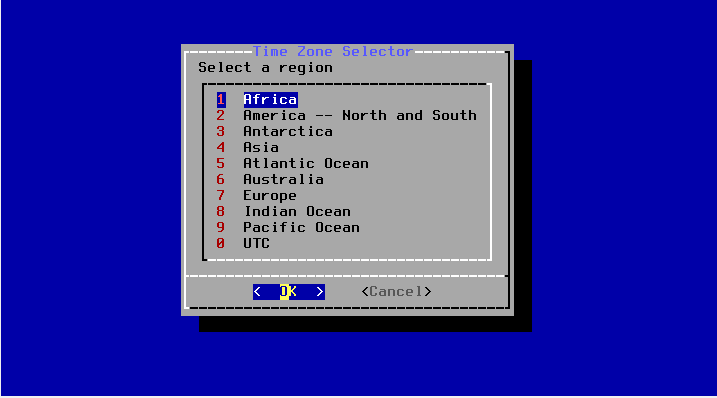 Time Zone Selector
Select a region
1 Africa
2 America -- North and South
3 Antarctica
4 Asia
5 Atlantic Ocean
6 Australia
7 Europe
8 Indian Ocean
9 Pacific Ocean
0 UTC
< OK > <Cancel>